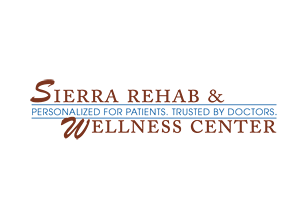 SIERRA REHAB &
PERSONALIZED FOR PATIENTS. TRUSTED BY DOCTORS.
WELLNESS CENTER